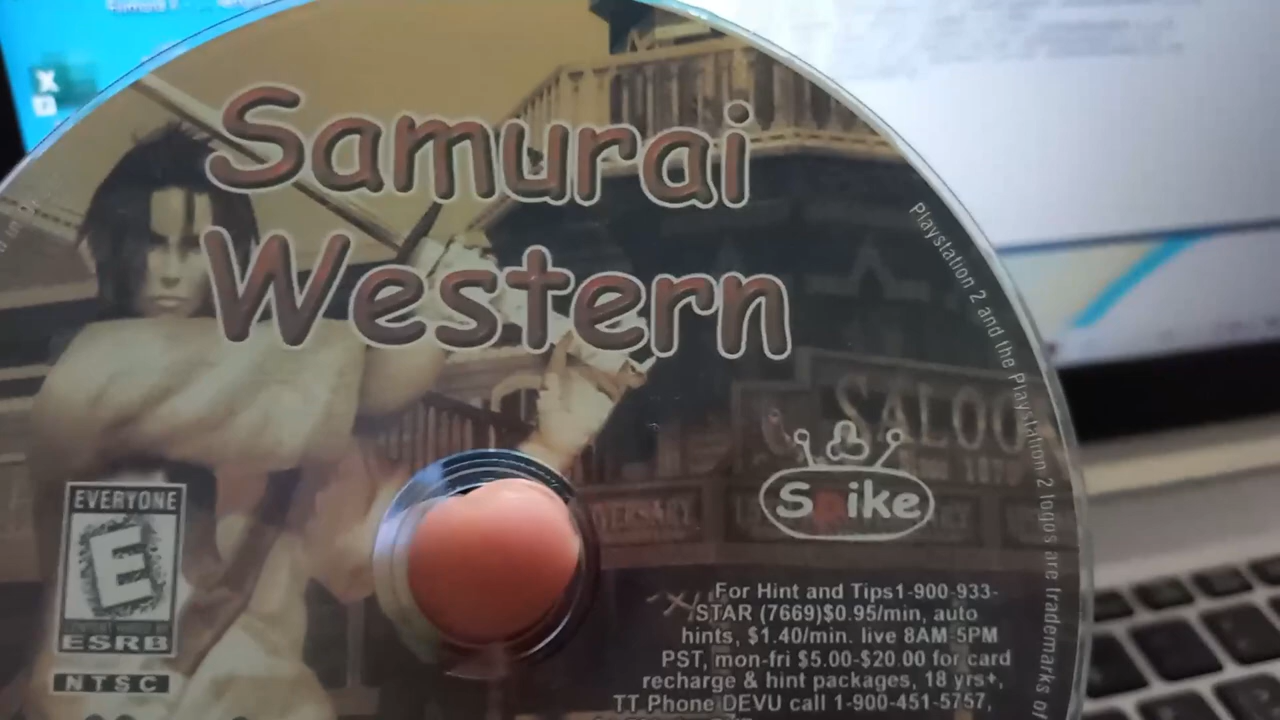 Samurai
Western
Playstation 2 and the Playstation 2 logos are trademarks of
SALOO
Spike
EVERYONE
E
ESRB
NTSC
For Hint and Tips1-900-933-
STAR (7669)$0.95/min, auto
hints, $1.40/min. live 8AM-5PM
PST, mon-fri $5.00-$20.00 for card
recharge & hint packages, 18 yrs+,
TT Phone DEVU call 1-900-451-5757,